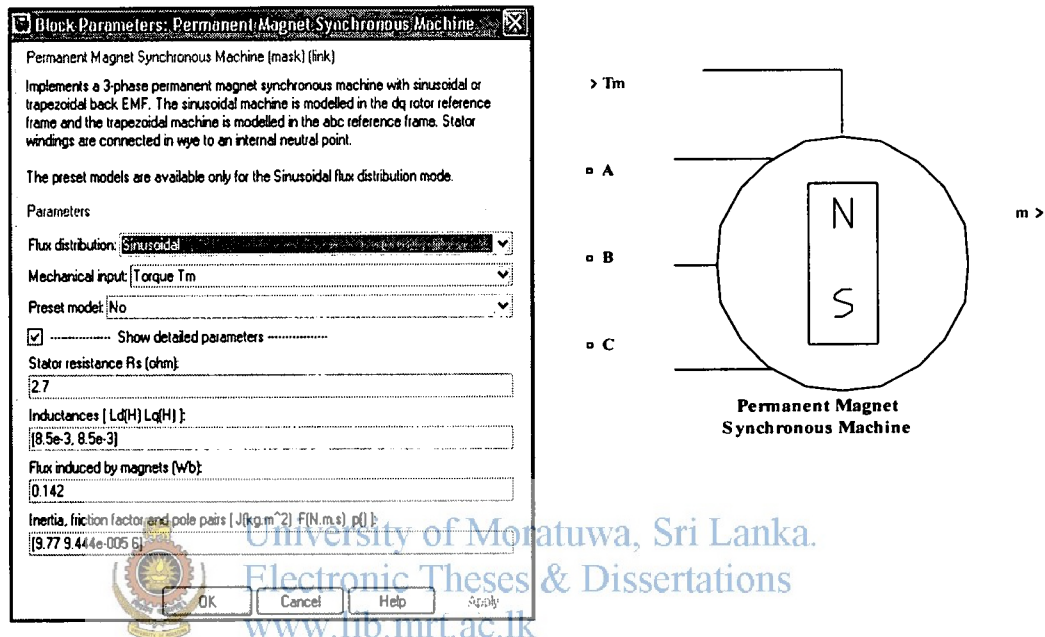 Block Parameters: Permanent Magnet Synchronous Machine
Permanent Magnet Synchronous Machine (mask) (link)
Implements a 3-phase permanent magnet synchronous machine with sinusoidal or
trapezoidal back EMF. The sinusoidal machine is modelled in the dq rotor reference
frame and the trapezoidal machine is modelled in the abc reference frame. Stator
windings are connected in wye to an internal neutral point.
The preset models are available only for the Sinusoidal flux distribution mode.
Parameters
Flux distribution: Sinusoidal
Mechanical input: Torque Tm
Preset model: No
-------------- Show detailed parameters ---------------
Stator resistance Rs (ohm):
2.7
Inductances [ Ld(H) Lq(H) ]:
[8.5e-3, 8.5e-3]
Flux induced by magnets (Wb):
0.142
Inertia, friction factor and pole pairs [ J(kg.m^2) F(N.m.s) p() ]:
[9.77 9.444e-005 6]
OK Cancel Help Apply
> Tm
A
B
C
N
S
m >
Permanent Magnet
Synchronous Machine
University of Moratuwa, Sri Lanka.
Electronic Theses & Dissertations
www.lib.mrt.ac.lk